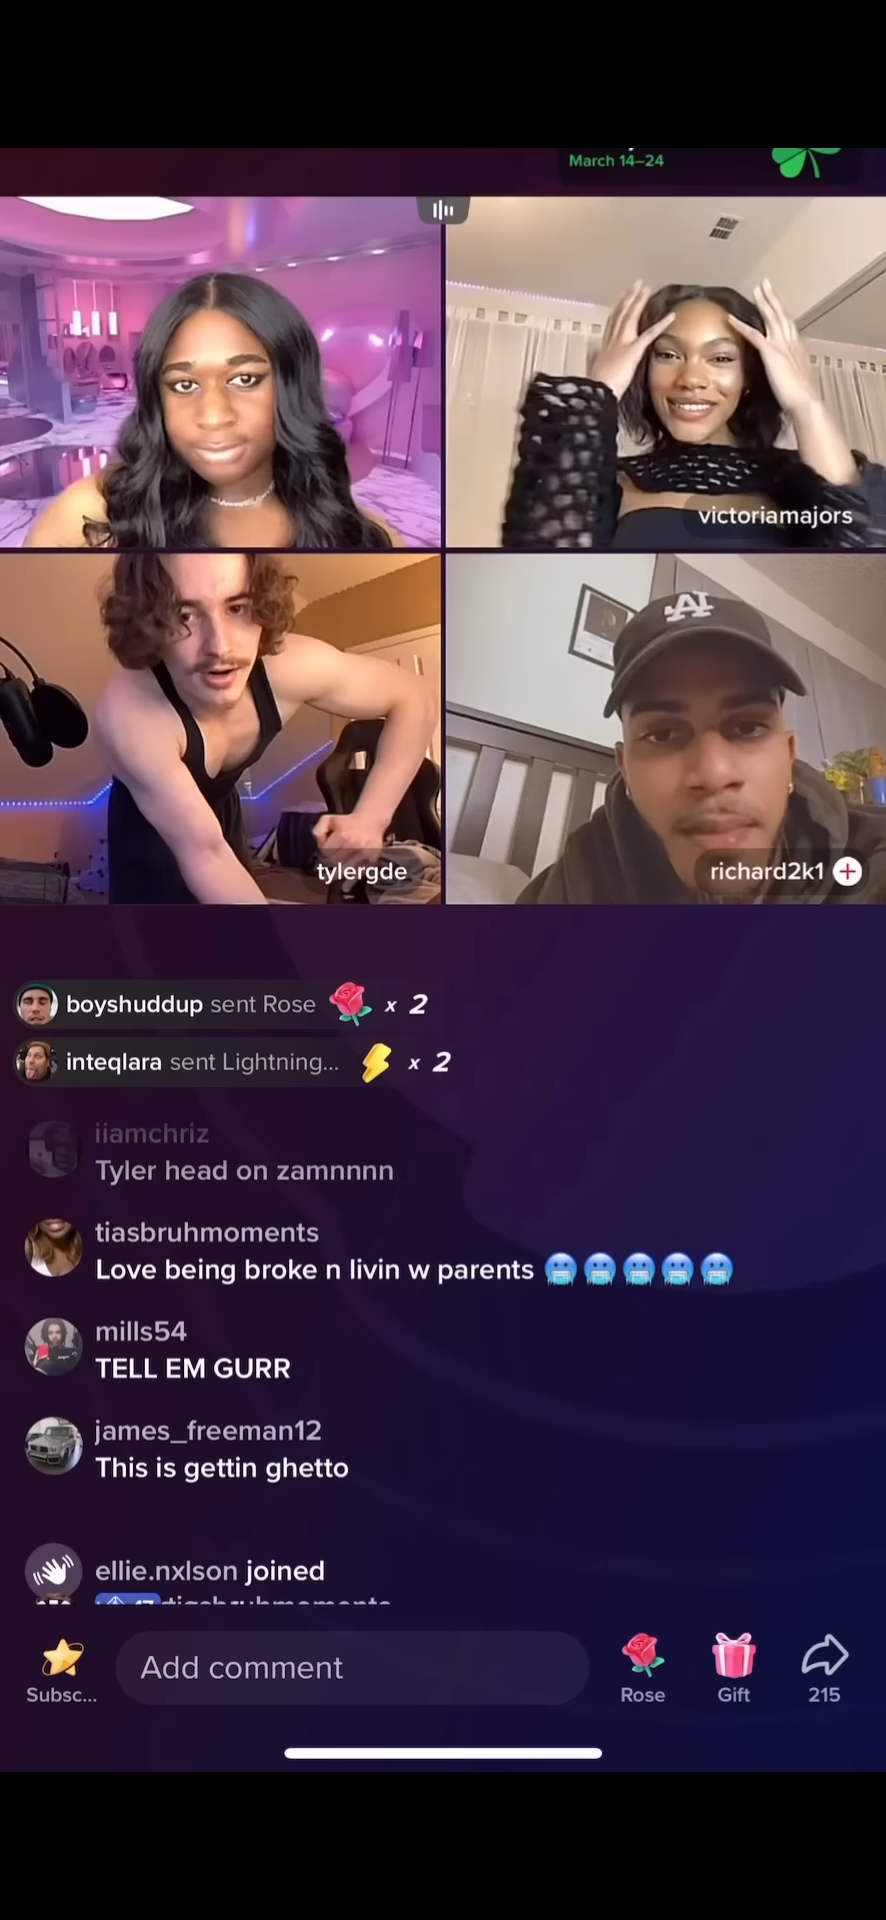 March 14–24
victoriamajors
tylergde
richard2k1
boyshuddup sent Rose x 2
inteqlara sent Lightning... x 2
iiamchriz
Tyler head on zamnnnn
tiasbruhmoments
Love being broke n livin w parents 🥶🥶🥶🥶🥶
mills54
TELL EM GURR
james_freeman12
This is gettin ghetto
ellie.nxlson joined
tiasbruhmoments
Subsc...
Add comment
Rose
Gift
215